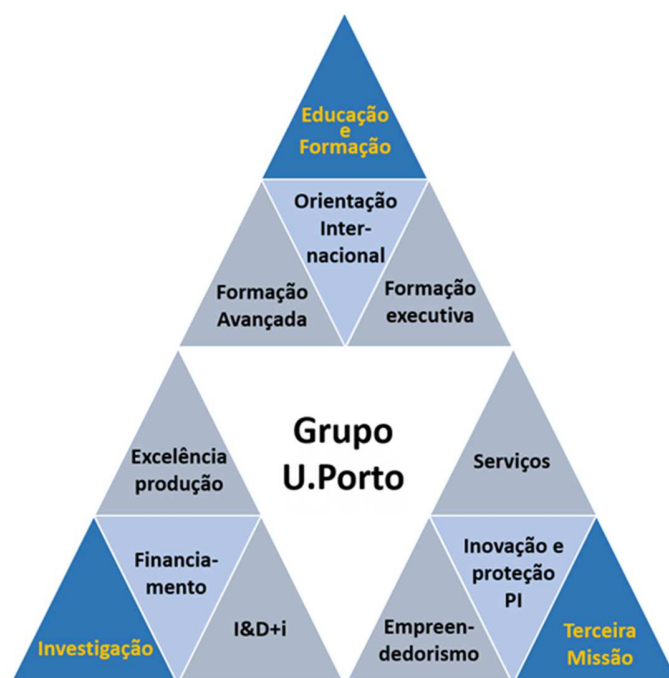 Educação
e
Formação
Orientação
Inter-
nacional
Formação
Avançada
Formação
executiva
Grupo
U.Porto
Excelência
produção
Serviços
Financia-
mento
Inovação e
proteção
PI
Investigação
I&D+i
Empreen-
dedorismo
Terceira
Missão